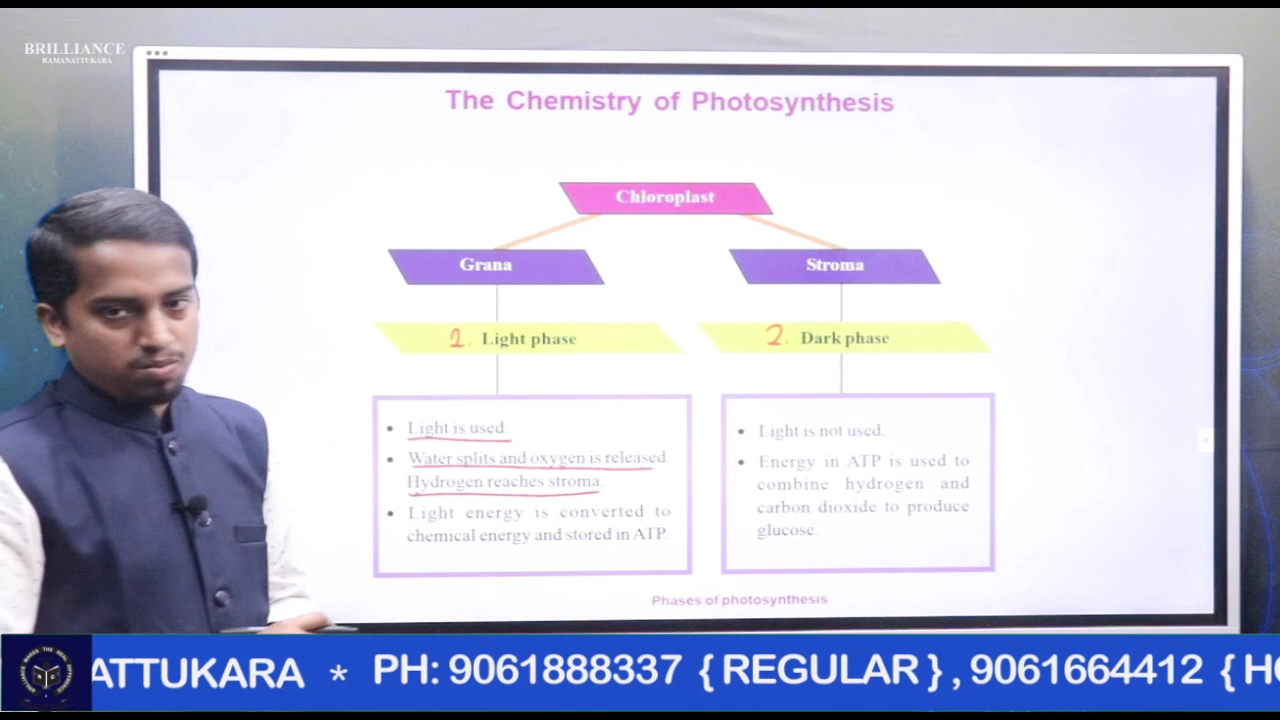 BRILLIANCE
RAMANATTUKARA
The Chemistry of Photosynthesis
Chloroplast
Grana
Stroma
1. Light phase
2. Dark phase
• Light is used.
• Water splits and oxygen is released.
Hydrogen reaches stroma.
• Light energy is converted to
chemical energy and stored in ATP.
• Light is not used.
• Energy in ATP is used to
combine hydrogen and
carbon dioxide to produce
glucose.
Phases of photosynthesis
ATTUKARA * PH: 9061888337 { REGULAR } , 9061664412 { HO